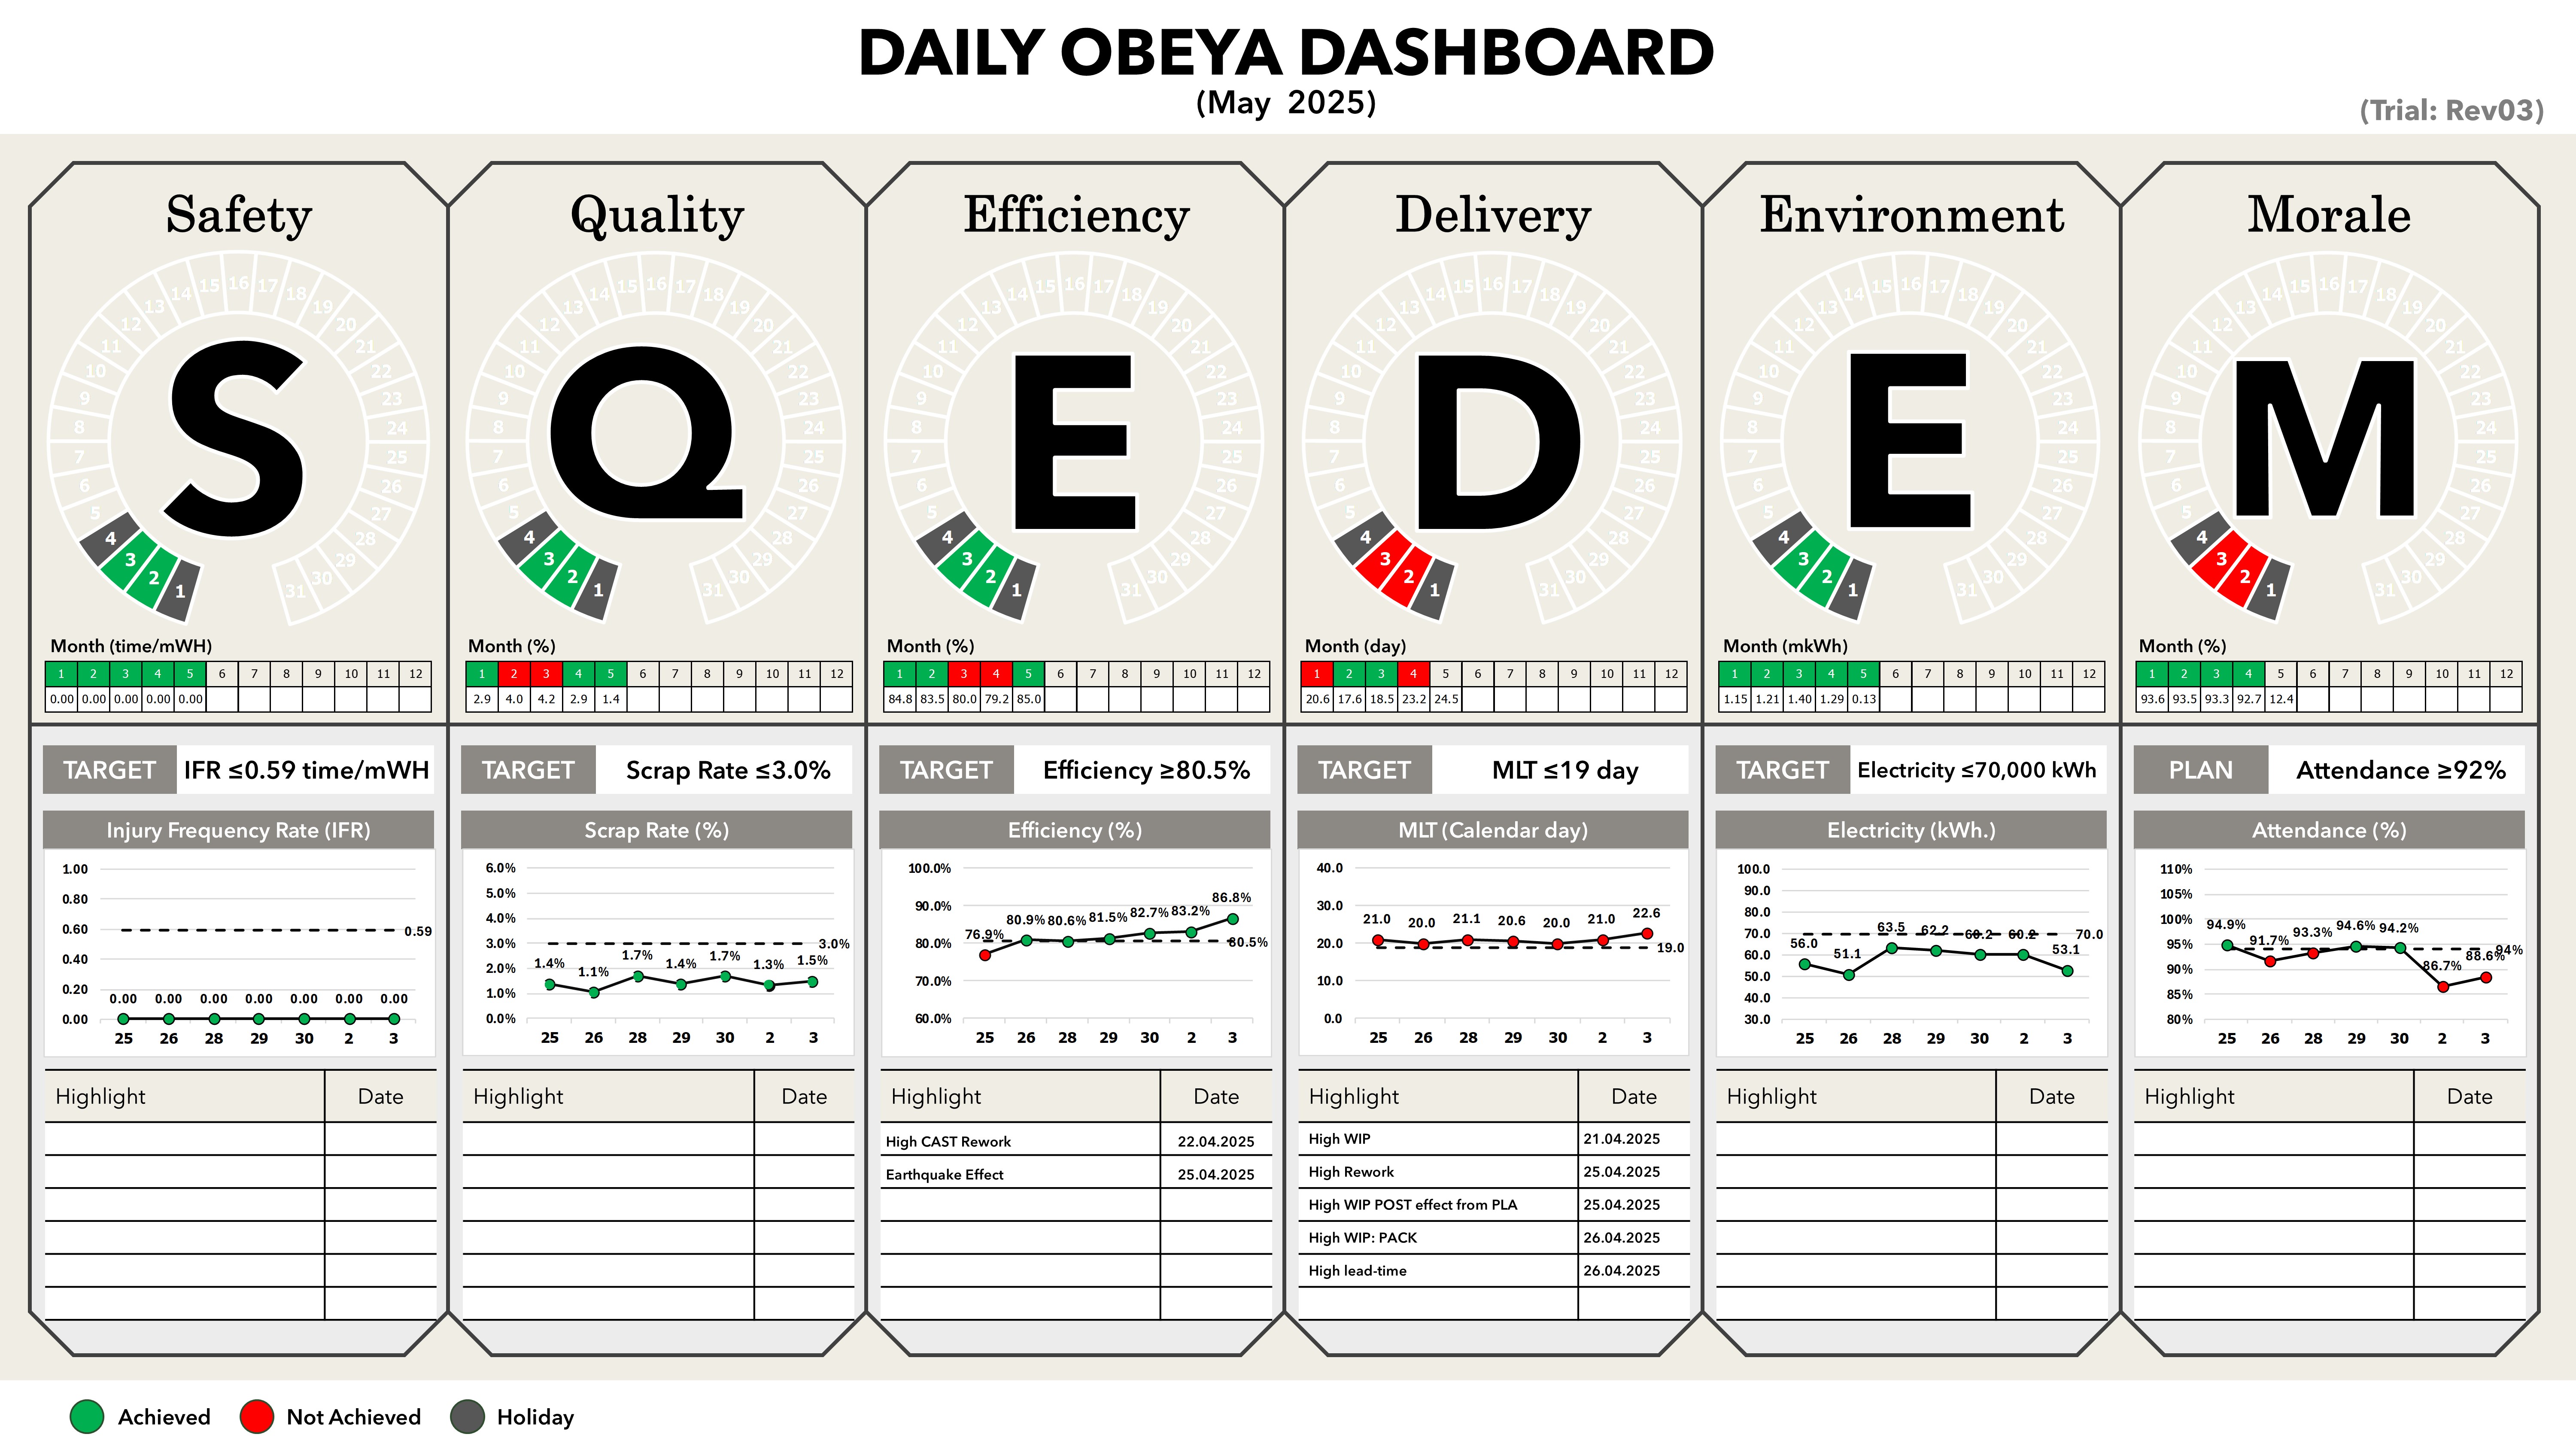 DAILY OBEYA DASHBOARD
(May 2025)
(Trial: Rev03)
Safety
1 2 3 4 5 6 7 8 9 10 11 12 13 14 15 16 17 18 19 20 21 22 23 24 25 26 27 28 29 30 31
S
Month (time/mWH)
1 2 3 4 5 6 7 8 9 10 11 12
0.00 0.00 0.00 0.00 0.00
TARGET IFR ≤0.59 time/mWH
Injury Frequency Rate (IFR)
1.00
0.80
0.60 0.59
0.40
0.20
0.00 0.00 0.00 0.00 0.00 0.00 0.00
0.00
25 26 28 29 30 2 3
Highlight Date
Quality
1 2 3 4 5 6 7 8 9 10 11 12 13 14 15 16 17 18 19 20 21 22 23 24 25 26 27 28 29 30 31
Q
Month (%)
1 2 3 4 5 6 7 8 9 10 11 12
2.9 4.0 4.2 2.9 1.4
TARGET Scrap Rate ≤3.0%
Scrap Rate (%)
6.0%
5.0%
4.0%
3.0% 3.0%
2.0%
1.4% 1.1% 1.7% 1.4% 1.7% 1.3% 1.5%
1.0%
0.0%
25 26 28 29 30 2 3
Highlight Date
Efficiency
1 2 3 4 5 6 7 8 9 10 11 12 13 14 15 16 17 18 19 20 21 22 23 24 25 26 27 28 29 30 31
E
Month (%)
1 2 3 4 5 6 7 8 9 10 11 12
84.8 83.5 80.0 79.2 85.0
TARGET Efficiency ≥80.5%
Efficiency (%)
100.0%
90.0%
76.9% 80.9% 80.6% 81.5% 82.7% 83.2% 86.8%
80.0% 80.5%
70.0%
60.0%
25 26 28 29 30 2 3
Highlight Date
High CAST Rework 22.04.2025
Earthquake Effect 25.04.2025
Delivery
1 2 3 4 5 6 7 8 9 10 11 12 13 14 15 16 17 18 19 20 21 22 23 24 25 26 27 28 29 30 31
D
Month (day)
1 2 3 4 5 6 7 8 9 10 11 12
20.6 17.6 18.5 23.2 24.5
TARGET MLT ≤19 day
MLT (Calendar day)
40.0
30.0
21.0 20.0 21.1 20.6 20.0 21.0 22.6
20.0 19.0
10.0
0.0
25 26 28 29 30 2 3
Highlight Date
High WIP 21.04.2025
High Rework 25.04.2025
High WIP POST effect from PLA 25.04.2025
High WIP: PACK 26.04.2025
High lead-time 26.04.2025
Environment
1 2 3 4 5 6 7 8 9 10 11 12 13 14 15 16 17 18 19 20 21 22 23 24 25 26 27 28 29 30 31
E
Month (mkWh)
1 2 3 4 5 6 7 8 9 10 11 12
1.15 1.21 1.40 1.29 0.13
TARGET Electricity ≤70,000 kWh
Electricity (kWh.)
100.0
90.0
80.0
70.0 70.0
56.0 51.1 63.5 62.2 60.2 60.2 53.1
60.0
50.0
40.0
30.0
25 26 28 29 30 2 3
Highlight Date
Morale
1 2 3 4 5 6 7 8 9 10 11 12 13 14 15 16 17 18 19 20 21 22 23 24 25 26 27 28 29 30 31
M
Month (%)
1 2 3 4 5 6 7 8 9 10 11 12
93.6 93.5 93.3 92.7 12.4
PLAN Attendance ≥92%
Attendance (%)
110%
105%
100%
94.9% 91.7% 93.3% 94.6% 94.2% 86.7% 88.6%
95% 94%
90%
85%
80%
25 26 28 29 30 2 3
Highlight Date
Achieved Not Achieved Holiday